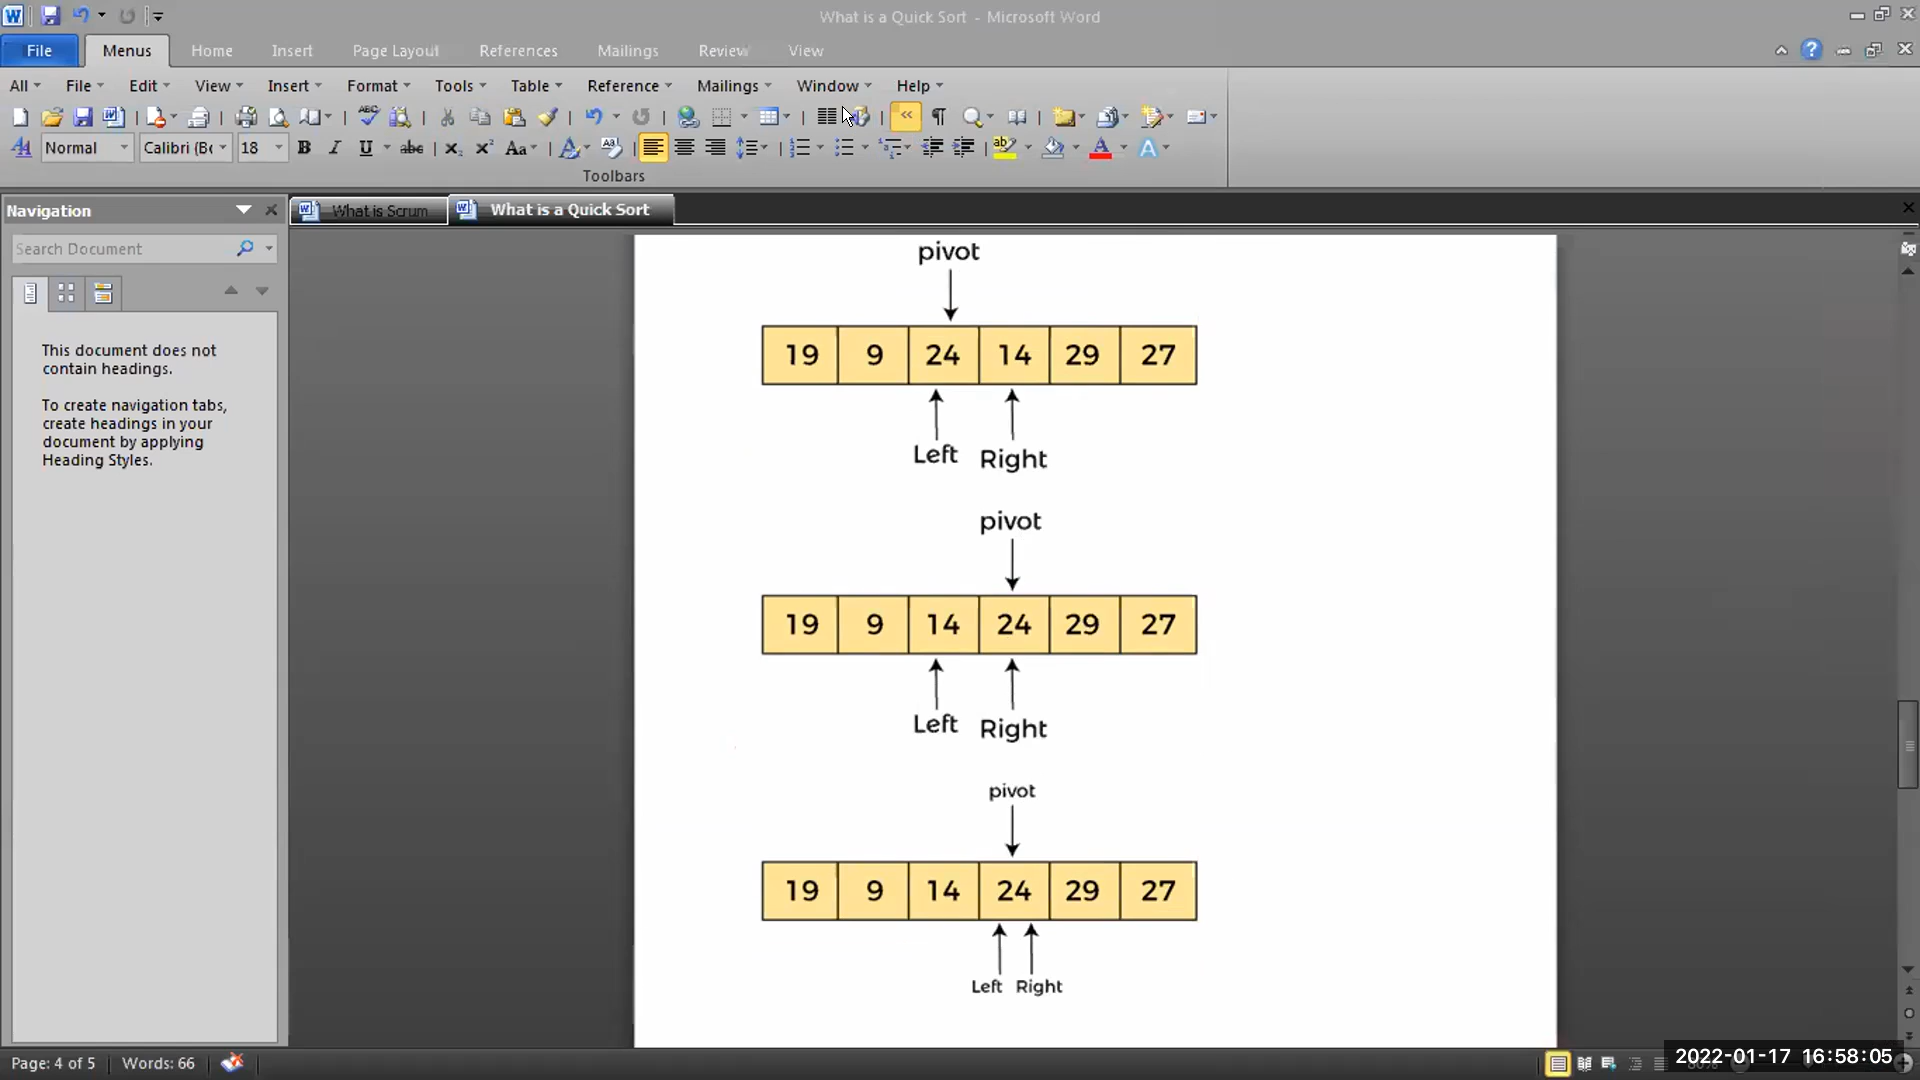 What is a Quick Sort - Microsoft Word
File Menus Home Insert Page Layout References Mailings Review View
All File Edit View Insert Format Tools Table Reference Mailings Window Help
Normal Calibri (Bo 18
Toolbars
Navigation
What is Scrum What is a Quick Sort
Search Document
This document does not
contain headings.
To create navigation tabs,
create headings in your
document by applying
Heading Styles.
pivot
19 9 24 14 29 27
Left Right
pivot
19 9 14 24 29 27
Left Right
pivot
19 9 14 24 29 27
Left Right
Page: 4 of 5 Words: 66
2022-01-17 16:58:05